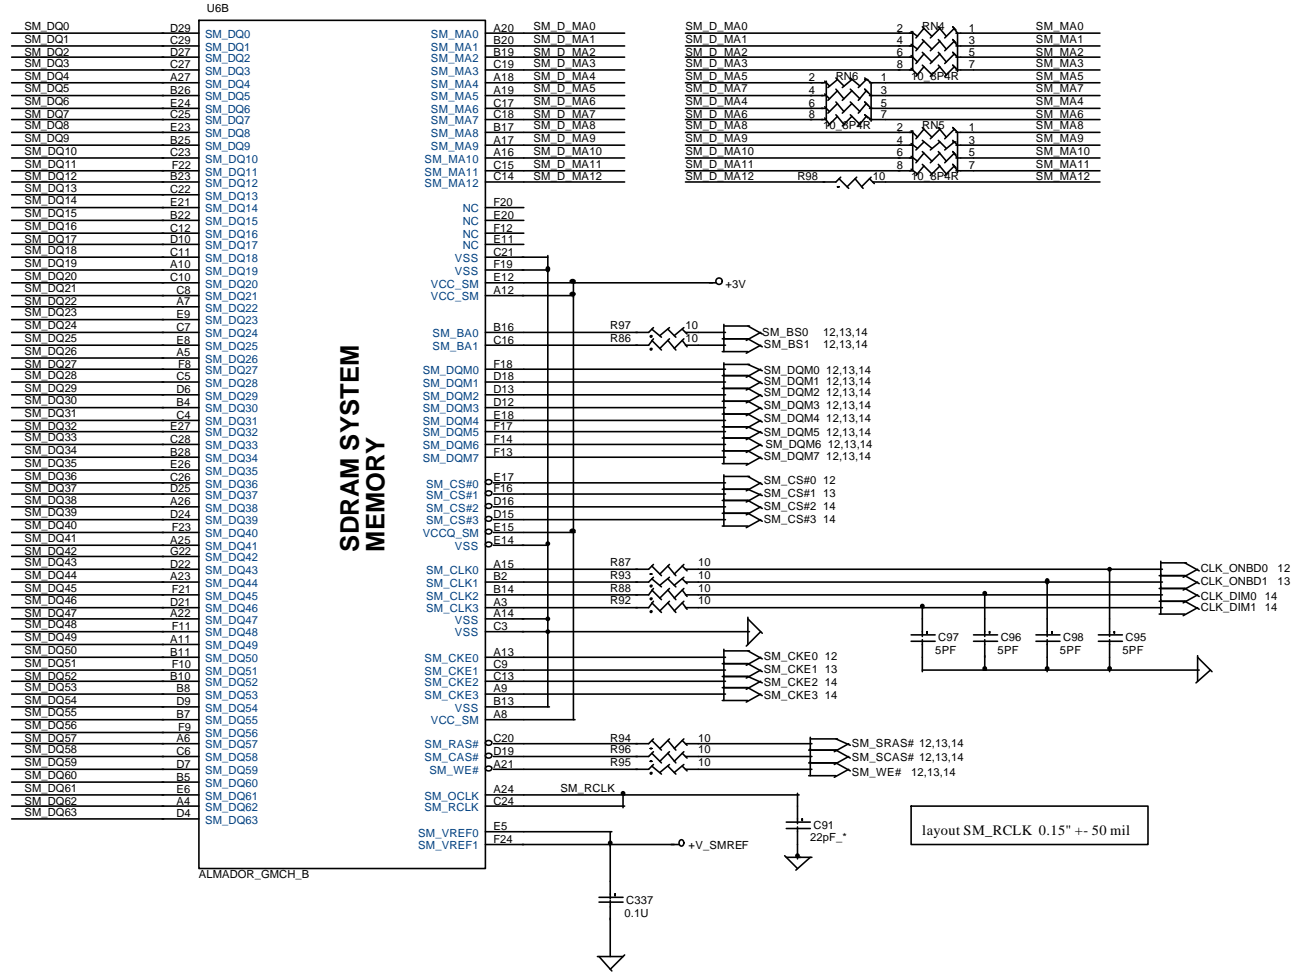 U6B
SM_DQ0 D29 SM_DQ0 SM_MA0 A20 SM_D_MA0 SM_D_MA0 2 RN4 1 SM_MA0
SM_DQ1 C29 SM_DQ1 SM_MA1 B20 SM_D_MA1 SM_D_MA1 4 3 SM_MA1
SM_DQ2 D27 SM_DQ2 SM_MA2 B19 SM_D_MA2 SM_D_MA2 6 5 SM_MA2
SM_DQ3 C27 SM_DQ3 SM_MA3 C19 SM_D_MA3 SM_D_MA3 8 7 SM_MA3
10_8P4R
SM_DQ4 A27 SM_DQ4 SM_MA4 A18 SM_D_MA4 SM_D_MA5 2 RN6 1 SM_MA5
SM_DQ5 B26 SM_DQ5 SM_MA5 A19 SM_D_MA5 SM_D_MA7 4 3 SM_MA7
SM_DQ6 E24 SM_DQ6 SM_MA6 C17 SM_D_MA6 SM_D_MA4 6 5 SM_MA4
SM_DQ7 C25 SM_DQ7 SM_MA7 C18 SM_D_MA7 SM_D_MA6 8 7 SM_MA6
10_8P4R
SM_DQ8 E23 SM_DQ8 SM_MA8 B17 SM_D_MA8 SM_D_MA8 2 RN5 1 SM_MA8
SM_DQ9 B25 SM_DQ9 SM_MA9 A17 SM_D_MA9 SM_D_MA9 4 3 SM_MA9
SM_DQ10 C23 SM_DQ10 SM_MA10 A16 SM_D_MA10 SM_D_MA10 6 5 SM_MA10
SM_DQ11 F22 SM_DQ11 SM_MA11 C15 SM_D_MA11 SM_D_MA11 8 7 SM_MA11
10_8P4R
SM_DQ12 B23 SM_DQ12 SM_MA12 C14 SM_D_MA12 SM_D_MA12 R98 10 SM_MA12
SM_DQ13 C22 SM_DQ13
SM_DQ14 E21 SM_DQ14 NC F20
SM_DQ15 B22 SM_DQ15 NC E20
SM_DQ16 C12 SM_DQ16 NC F12
SM_DQ17 D10 SM_DQ17 NC E11
SM_DQ18 C11 SM_DQ18 VSS C21
SM_DQ19 A10 SM_DQ19 VSS F19
SM_DQ20 C10 SM_DQ20 VCC_SM E12 +3V
SM_DQ21 C8 SM_DQ21 VCC_SM A12
SM_DQ22 A7 SM_DQ22
SM_DQ23 E9 SM_DQ23
SM_DQ24 C7 SM_DQ24 SM_BA0 B16 R97 10 SM_BS0 12,13,14
SM_DQ25 E8 SM_DQ25 SM_BA1 C16 R86 10 SM_BS1 12,13,14
SM_DQ26 A5 SM_DQ26
SM_DQ27 F8 SM_DQ27 SM_DQM0 F18 SM_DQM0 12,13,14
SM_DQ28 C5 SM_DQ28 SM_DQM1 D18 SM_DQM1 12,13,14
SM_DQ29 D6 SM_DQ29 SM_DQM2 D13 SM_DQM2 12,13,14
SM_DQ30 B4 SM_DQ30 SM_DQM3 D12 SM_DQM3 12,13,14
SM_DQ31 C4 SM_DQ31 SM_DQM4 E18 SM_DQM4 12,13,14
SM_DQ32 E27 SM_DQ32 SM_DQM5 F17 SM_DQM5 12,13,14
SM_DQ33 C28 SM_DQ33 SM_DQM6 F14 SM_DQM6 12,13,14
SM_DQ34 B28 SM_DQ34 SM_DQM7 F13 SM_DQM7 12,13,14
SDRAM SYSTEM
MEMORY
SM_DQ35 E26 SM_DQ35
SM_DQ36 C26 SM_DQ36 SM_CS#0 E17 SM_CS#0 12
SM_DQ37 D25 SM_DQ37 SM_CS#1 F16 SM_CS#1 13
SM_DQ38 A26 SM_DQ38 SM_CS#2 D16 SM_CS#2 14
SM_DQ39 D24 SM_DQ39 SM_CS#3 D15 SM_CS#3 14
SM_DQ40 F23 SM_DQ40 VCCQ_SM E15
SM_DQ41 A25 SM_DQ41 VSS E14
SM_DQ42 G22 SM_DQ42
SM_DQ43 D22 SM_DQ43 SM_CLK0 A15 R87 10 CLK_ONBD0 12
SM_DQ44 A23 SM_DQ44 SM_CLK1 B2 R93 10 CLK_ONBD1 13
SM_DQ45 F21 SM_DQ45 SM_CLK2 B14 R88 10 CLK_DIM0 14
SM_DQ46 D21 SM_DQ46 SM_CLK3 A3 R92 10 CLK_DIM1 14
SM_DQ47 A22 SM_DQ47 VSS A14
SM_DQ48 F11 SM_DQ48 VSS C3
C97 C96 C98 C95
5PF 5PF 5PF 5PF
SM_DQ49 A11 SM_DQ49
SM_DQ50 B11 SM_DQ50 SM_CKE0 A13 SM_CKE0 12
SM_DQ51 F10 SM_DQ51 SM_CKE1 C9 SM_CKE1 13
SM_DQ52 B10 SM_DQ52 SM_CKE2 C13 SM_CKE2 14
SM_DQ53 B8 SM_DQ53 SM_CKE3 A9 SM_CKE3 14
SM_DQ54 D9 SM_DQ54 VSS B13
SM_DQ55 B7 SM_DQ55 VCC_SM A8
SM_DQ56 F9 SM_DQ56
SM_DQ57 A6 SM_DQ57 SM_RAS# C20 R94 10 SM_SRAS# 12,13,14
SM_DQ58 C6 SM_DQ58 SM_CAS# D19 R96 10 SM_SCAS# 12,13,14
SM_DQ59 D7 SM_DQ59 SM_WE# A21 R95 10 SM_WE# 12,13,14
SM_DQ60 B5 SM_DQ60
SM_DQ61 E6 SM_DQ61 SM_OCLK A24 SM_RCLK
SM_DQ62 A4 SM_DQ62 SM_RCLK C24
SM_DQ63 D4 SM_DQ63
C91
22pF_*
layout SM_RCLK 0.15" +- 50 mil
SM_VREF0 E5
SM_VREF1 F24 +V_SMREF
ALMADOR_GMCH_B
C337
0.1U